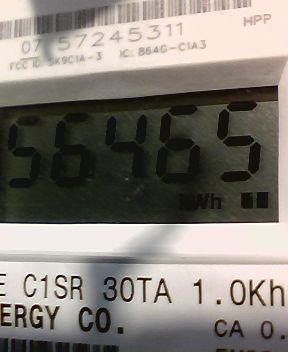 HPP
07 57245311
FCC ID: SK9C1A-3 IC: 864G-C1A3
56465
kWh
E C1SR 30TA 1.0Kh
ERGY CO.
CA 0.